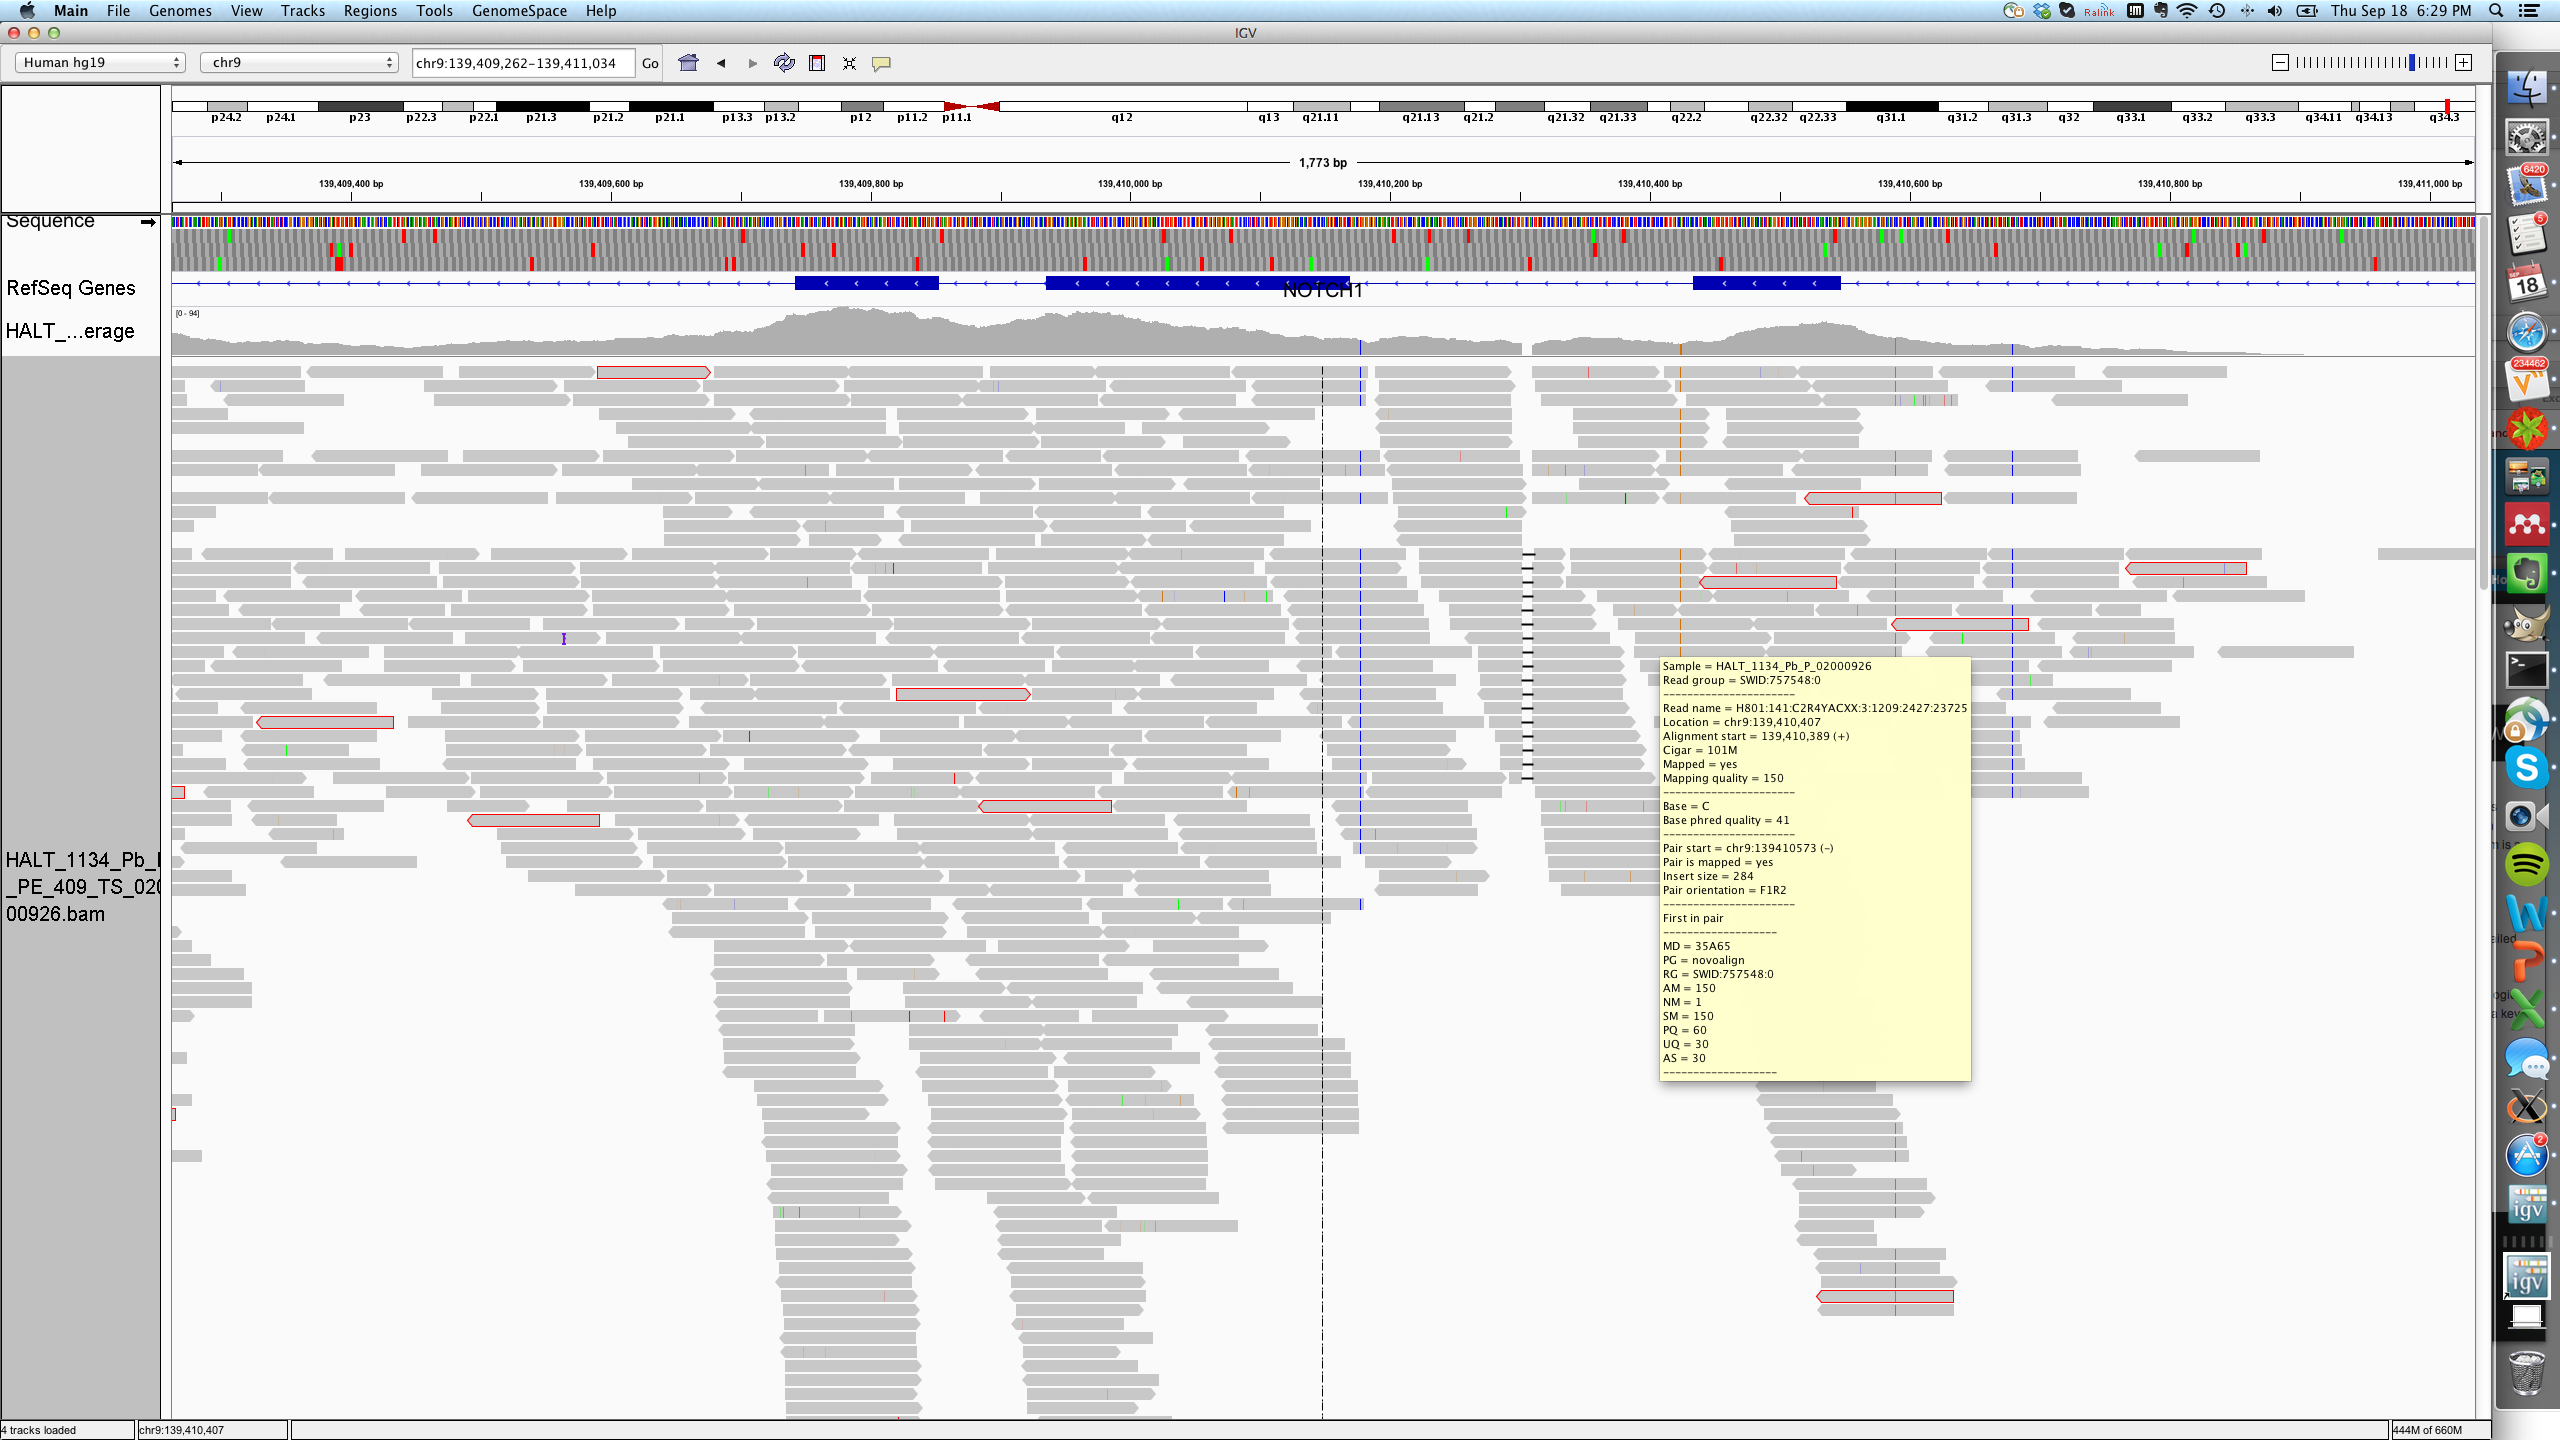 Main File Genomes View Tracks Regions Tools GenomeSpace Help Ralink Thu Sep 18 6:29 PM
IGV
Human hg19 chr9 chr9:139,409,262-139,411,034 Go
p24.2 p24.1 p23 p22.3 p22.1 p21.3 p21.2 p21.1 p13.3 p13.2 p12 p11.2 p11.1 q12 q13 q21.11 q21.13 q21.2 q21.32 q21.33 q22.2 q22.32 q22.33 q31.1 q31.2 q31.3 q32 q33.1 q33.2 q33.3 q34.11 q34.13 q34.3
1,773 bp
139,409,400 bp 139,409,600 bp 139,409,800 bp 139,410,000 bp 139,410,200 bp 139,410,400 bp 139,410,600 bp 139,410,800 bp 139,411,000 bp
Sequence
RefSeq Genes
NOTCH1
[0 - 94]
HALT_...erage
Sample = HALT_1134_Pb_P_02000926
Read group = SWID:757548:0
----------------------
Read name = H801:141:C2R4YACXX:3:1209:2427:23725
Location = chr9:139,410,407
Alignment start = 139,410,389 (+)
Cigar = 101M
Mapped = yes
Mapping quality = 150
----------------------
Base = C
Base phred quality = 41
----------------------
Pair start = chr9:139410573 (-)
Pair is mapped = yes
Insert size = 284
Pair orientation = F1R2
----------------------
First in pair
-------------------
MD = 35A65
PG = novoalign
RG = SWID:757548:0
AM = 150
NM = 1
SM = 150
PQ = 60
UQ = 30
AS = 30
-------------------
HALT_1134_Pb_
_PE_409_TS_020
00926.bam
6420
5
SEP
18
234462
2
igv
igv
4 tracks loaded chr9:139,410,407 444M of 660M